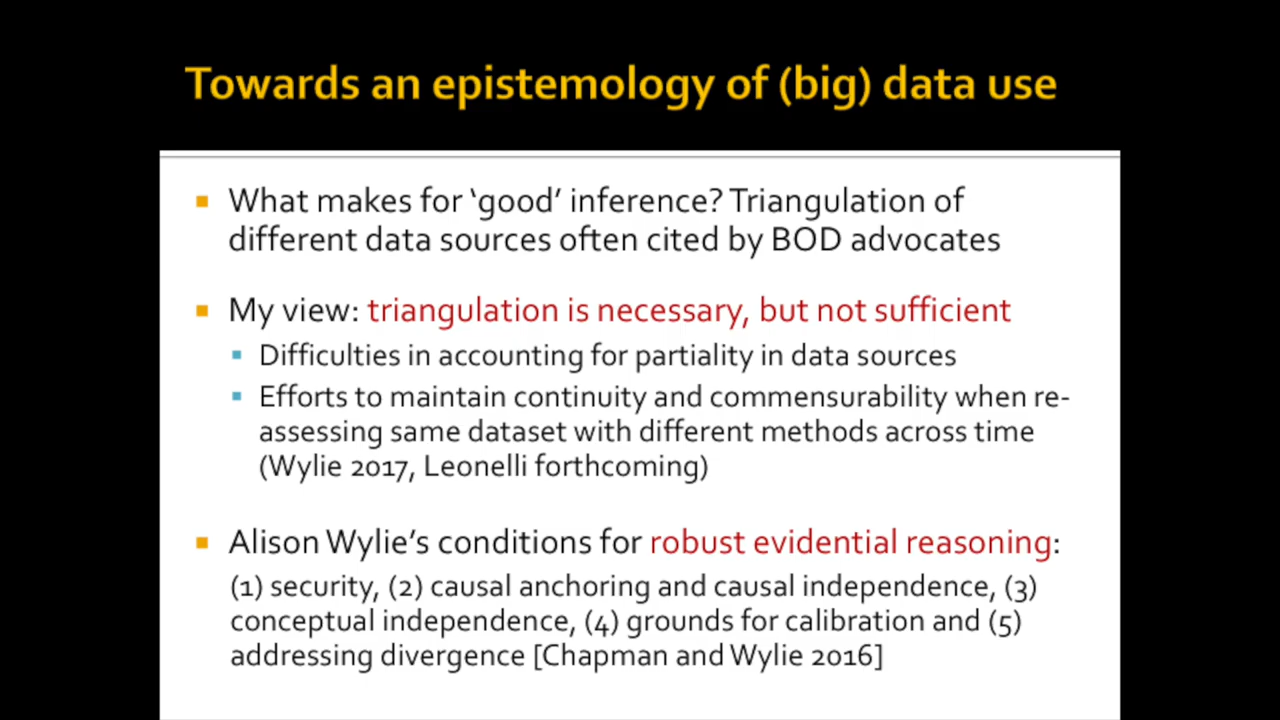 Towards an epistemology of (big) data use
What makes for ‘good’ inference? Triangulation of
different data sources often cited by BOD advocates
My view: triangulation is necessary, but not sufficient
Difficulties in accounting for partiality in data sources
Efforts to maintain continuity and commensurability when re-
assessing same dataset with different methods across time
(Wylie 2017, Leonelli forthcoming)
Alison Wylie’s conditions for robust evidential reasoning:
(1) security, (2) causal anchoring and causal independence, (3)
conceptual independence, (4) grounds for calibration and (5)
addressing divergence [Chapman and Wylie 2016]